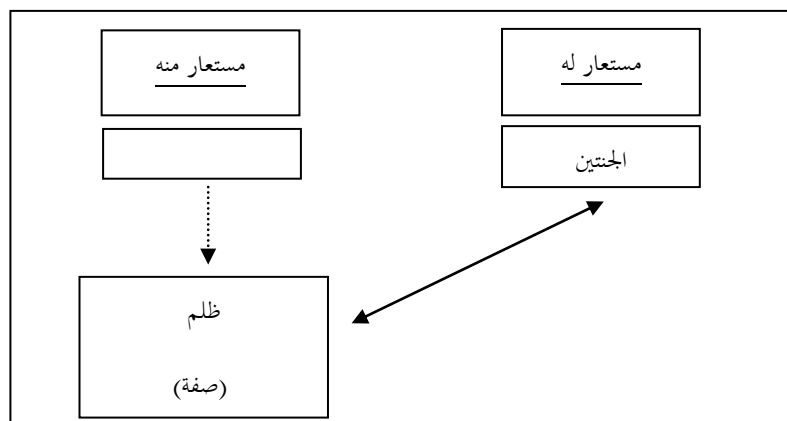 مستعار له
مستعار منه
الجنتين
ظلم
(صفة)